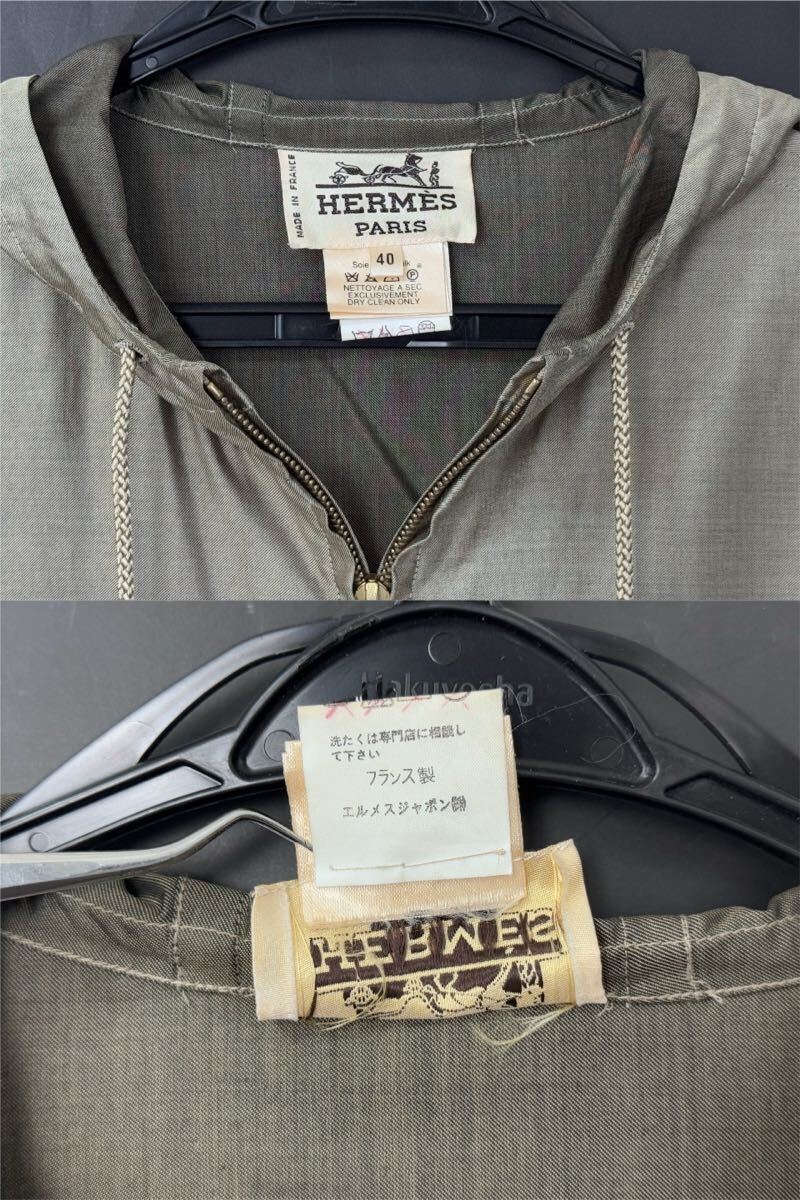 MADE IN FRANCE
HERMÈS
PARIS
40
Soie
NETTOYAGE A SEC
EXCLUSIVEMENT
DRY CLEAN ONLY
Hakuyosha
洗たくは専門店に相談し
て下さい
フランス製
エルメスジャポン㈱
HERMÈS